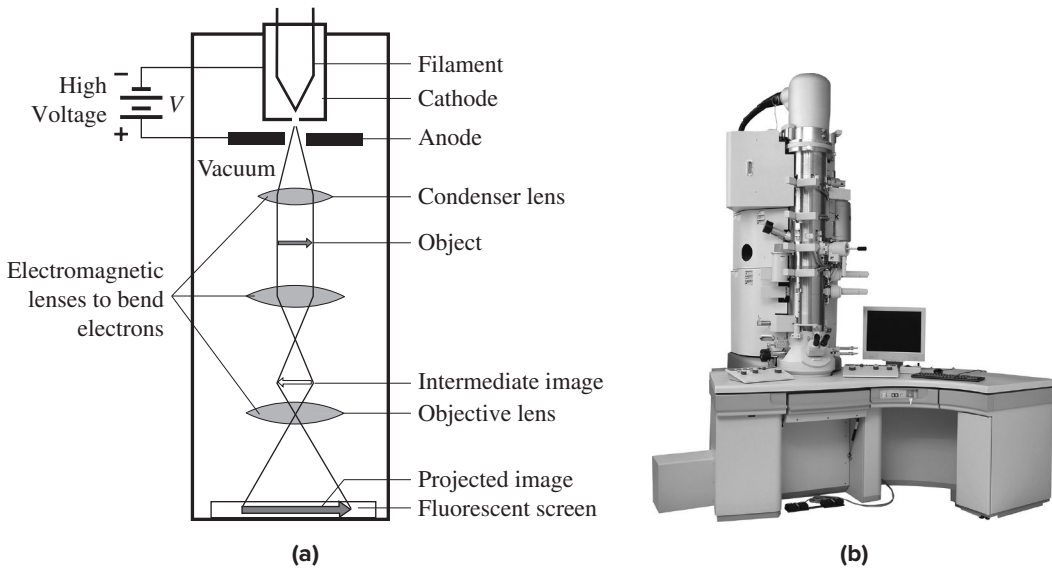 Filament
High
Voltage
−
V
+
Cathode
Anode
Vacuum
Condenser lens
Object
Electromagnetic
lenses to bend
electrons
Intermediate image
Objective lens
Projected image
Fluorescent screen
(a)
(b)